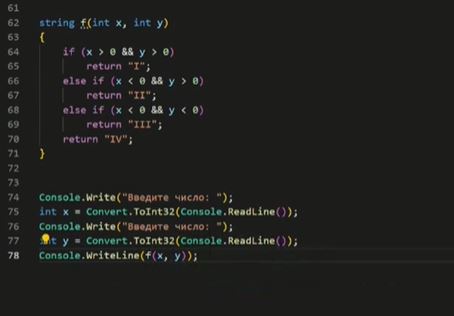 61
62 string f(int x, int y)
63 {
64 if (x > 0 && y > 0)
65 return "I";
66 else if (x < 0 && y > 0)
67 return "II";
68 else if (x < 0 && y < 0)
69 return "III";
70 return "IV";
71 }
72
73
74 Console.Write("Введите число: ");
75 int x = Convert.ToInt32(Console.ReadLine());
76 Console.Write("Введите число: ");
77 int y = Convert.ToInt32(Console.ReadLine());
78 Console.WriteLine(f(x, y));